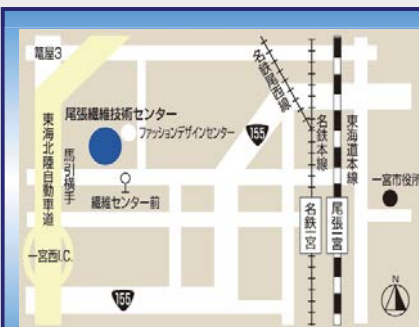 篭屋3
東海北陸自動車道
馬引横手
尾張繊維技術センター
ファッションデザインセンター
繊維センター前
一宮西I.C.
155
155
名鉄尾西線
名鉄本線
東海道本線
名鉄一宮
尾張一宮
一宮市役所
N